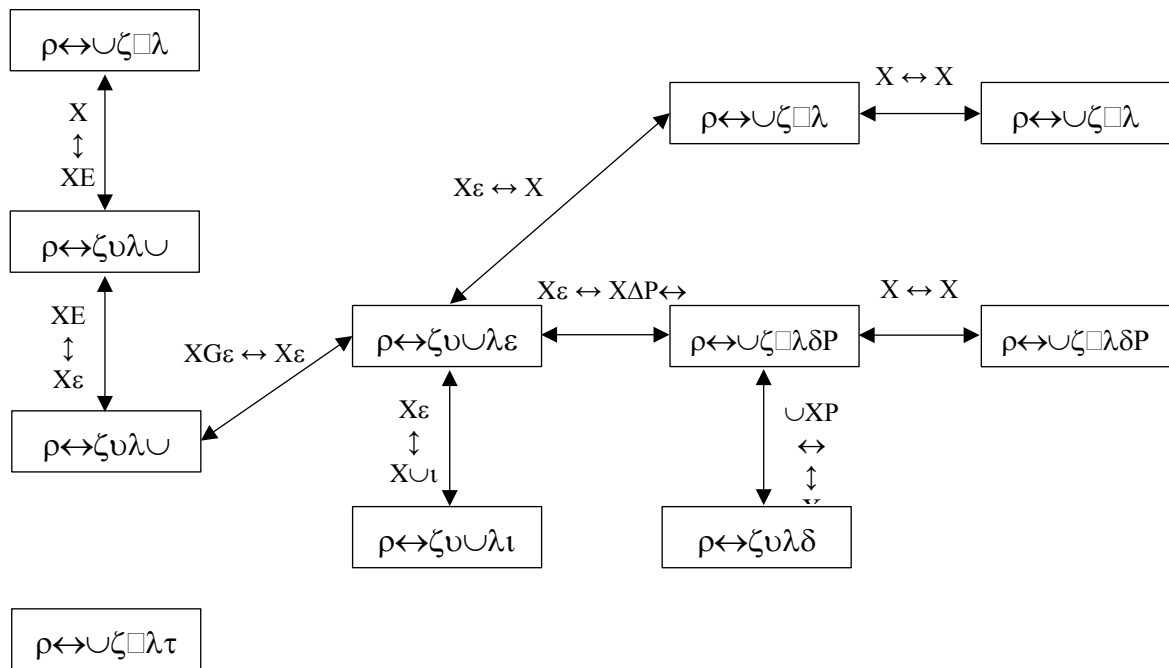 ρ↔∪ζ□λ
X
↕
XE
ρ↔ζυλ∪
XE
↕
Xε
ρ↔ζυλ∪
XGε ↔ Xε
ρ↔ζυ∪λε
Xε ↔ X
ρ↔∪ζ□λ
X ↔ X
ρ↔∪ζ□λ
Xε ↔ XΔP↔
ρ↔∪ζ□λδP
X ↔ X
ρ↔∪ζ□λδP
Xε
↕
X∪ι
ρ↔ζυ∪λι
∪XP
↔
↕
ρ↔ζυλδ
ρ↔∪ζ□λτ